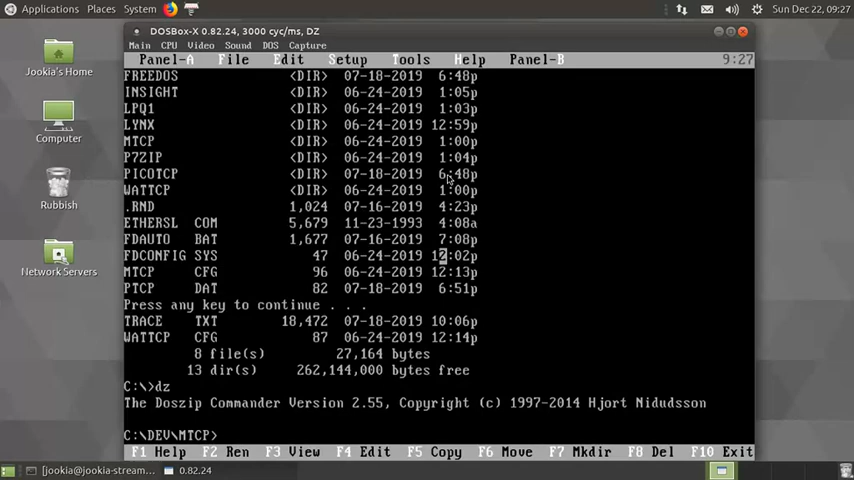 Applications Places System
Sun Dec 22, 09:27
DOSBox-X 0.82.24, 3000 cyc/ms, DZ
Main CPU Video Sound DOS Capture
Panel-A File Edit Setup Tools Help Panel-B 9:27
FREEDOS <DIR> 07-18-2019 6:48p
INSIGHT <DIR> 06-24-2019 1:05p
LPQ1 <DIR> 06-24-2019 1:03p
LYNX <DIR> 06-24-2019 12:59p
MTCP <DIR> 06-24-2019 1:00p
P7ZIP <DIR> 06-24-2019 1:04p
PICOTCP <DIR> 07-18-2019 6:48p
WATTCP <DIR> 06-24-2019 1:00p
.RND 1,024 07-18-2019 4:23p
ETHERSL COM 5,679 11-23-1993 4:08a
FDAUTO BAT 1,677 07-16-2019 7:08p
FDCONFIG SYS 47 06-24-2019 12:02p
MTCP CFG 96 06-24-2019 12:13p
PTCP DAT 82 07-18-2019 6:51p
Press any key to continue . . .
TRACE TXT 18,472 07-18-2019 10:06p
WATTCP CFG 87 06-24-2019 12:14p
8 file(s) 27,164 bytes
13 dir(s) 262,144,000 bytes free
C:\>dz
The Doszip Commander Version 2.55, Copyright (c) 1997-2014 Hjort Nidudsson
C:\DEV\MTCP>
F1 Help F2 Ren F3 View F4 Edit F5 Copy F6 Move F7 Mkdir F8 Del F10 Exit
Jookia's Home
Computer
Rubbish
Network Servers
[jookia@jookia-stream...
0.82.24